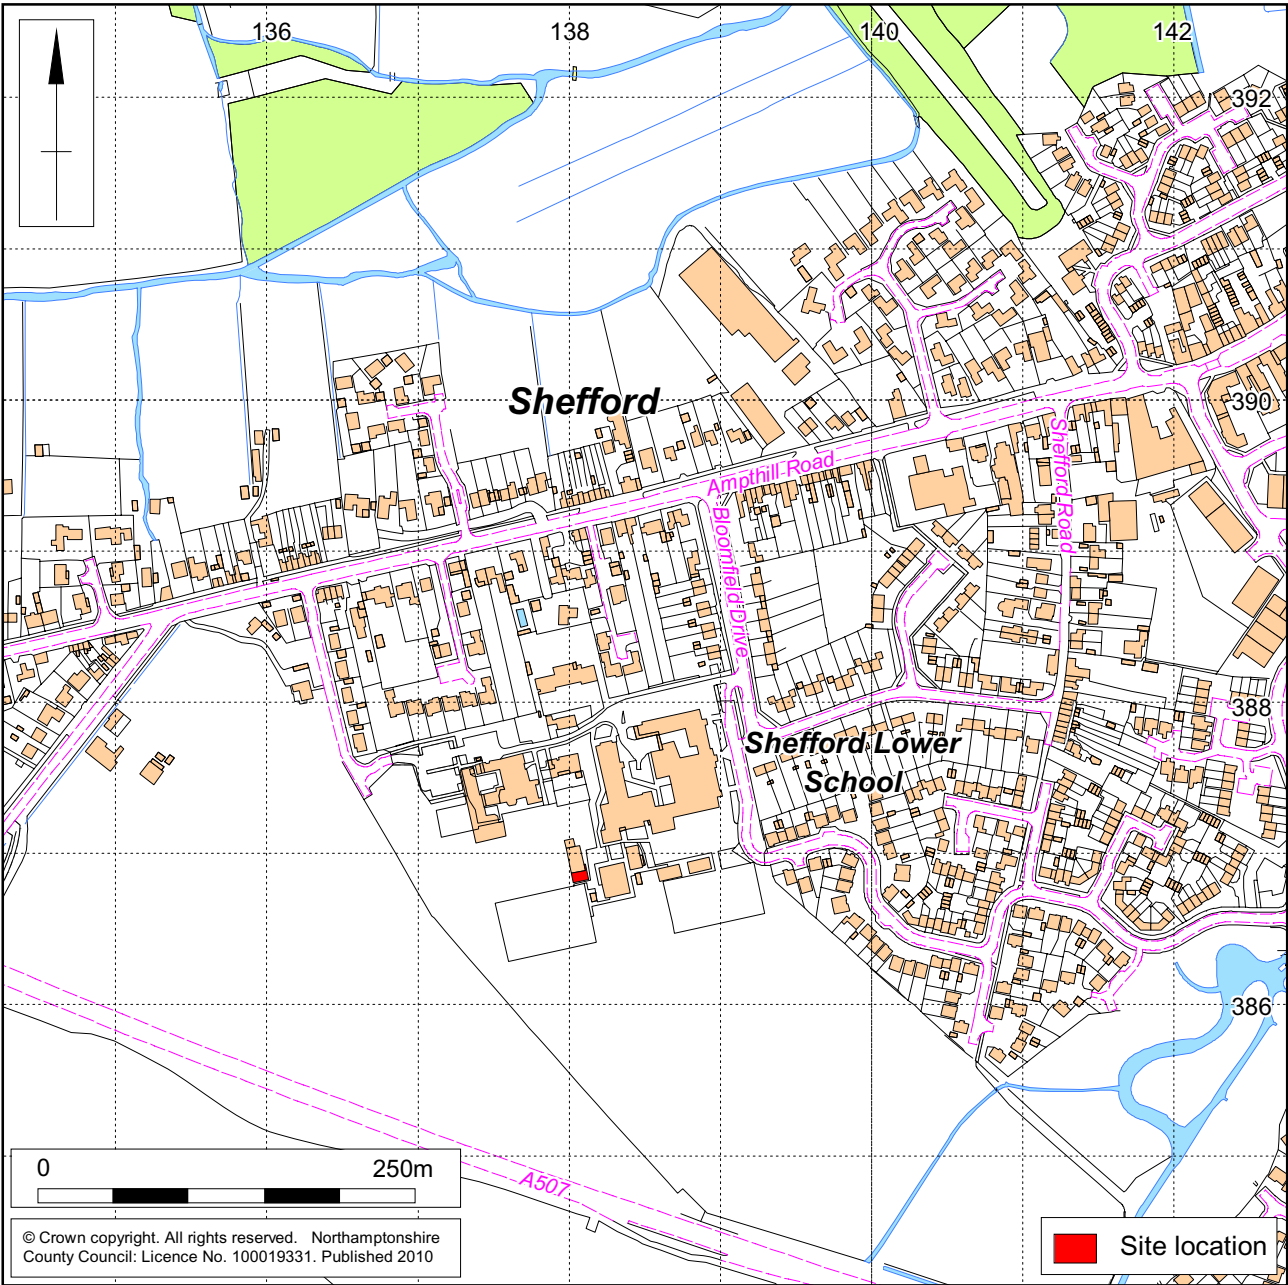 136
138
140
142
392
Shefford
390
Ampthill Road
Shefford Road
Bloomfield Drive
388
Shefford Lower
School
386
A507
0
250m
© Crown copyright. All rights reserved. Northamptonshire
County Council: Licence No. 100019331. Published 2010
Site location